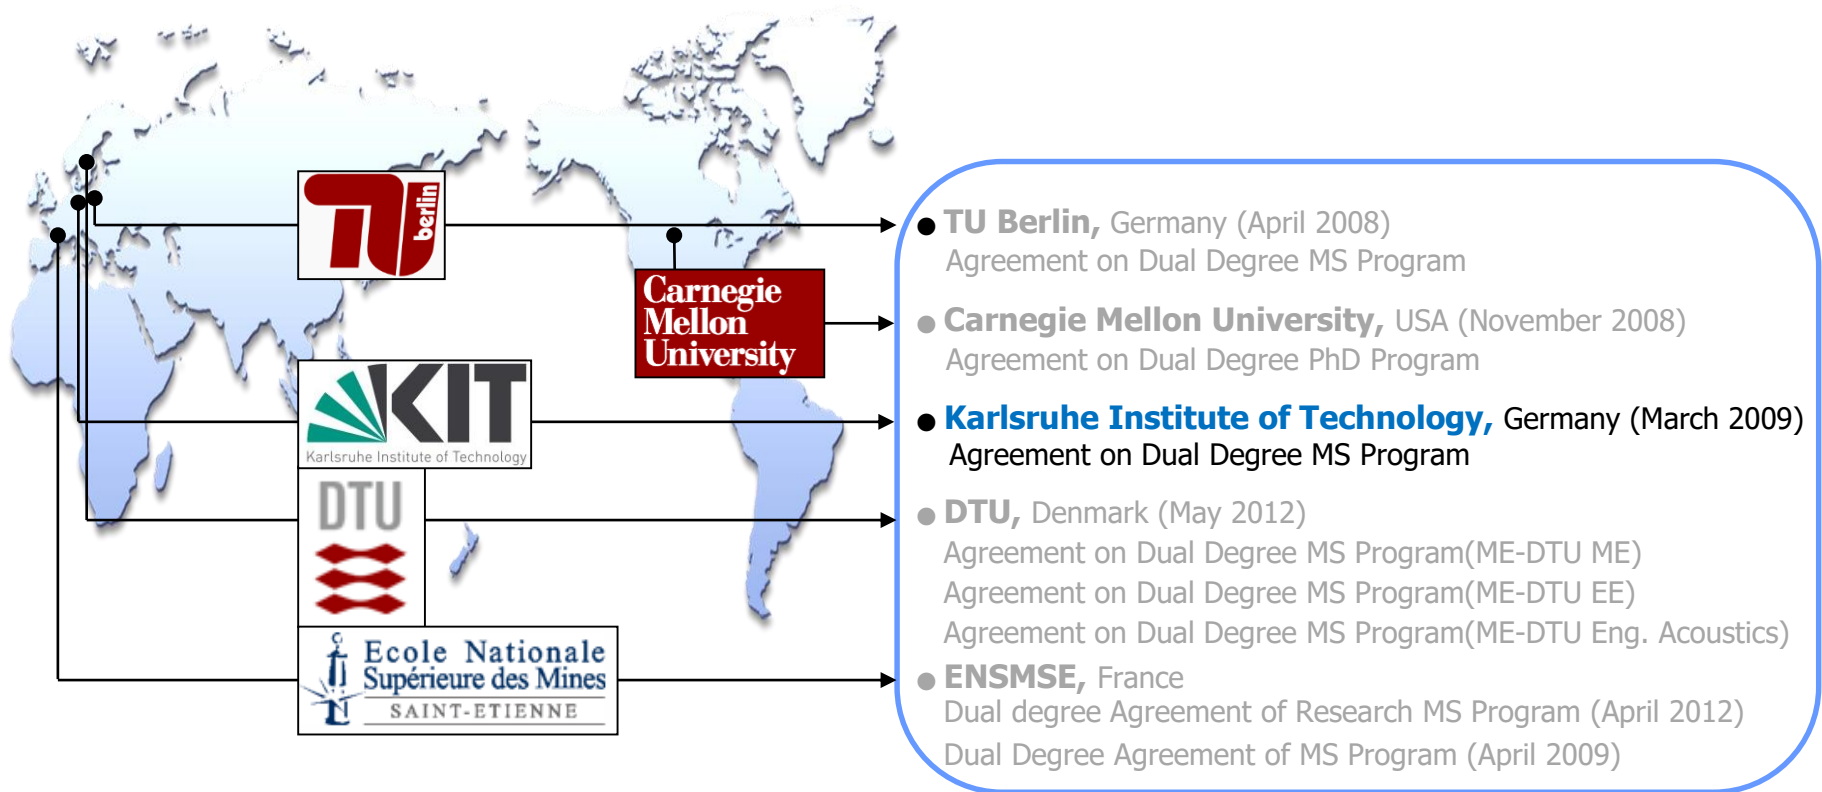 TU berlin
Carnegie
Mellon
University
KIT
Karlsruhe Institute of Technology
DTU
Ecole Nationale
Supérieure des Mines
SAINT-ETIENNE
● TU Berlin, Germany (April 2008)
Agreement on Dual Degree MS Program
● Carnegie Mellon University, USA (November 2008)
Agreement on Dual Degree PhD Program
● Karlsruhe Institute of Technology, Germany (March 2009)
Agreement on Dual Degree MS Program
● DTU, Denmark (May 2012)
Agreement on Dual Degree MS Program(ME-DTU ME)
Agreement on Dual Degree MS Program(ME-DTU EE)
Agreement on Dual Degree MS Program(ME-DTU Eng. Acoustics)
● ENSMSE, France
Dual degree Agreement of Research MS Program (April 2012)
Dual Degree Agreement of MS Program (April 2009)